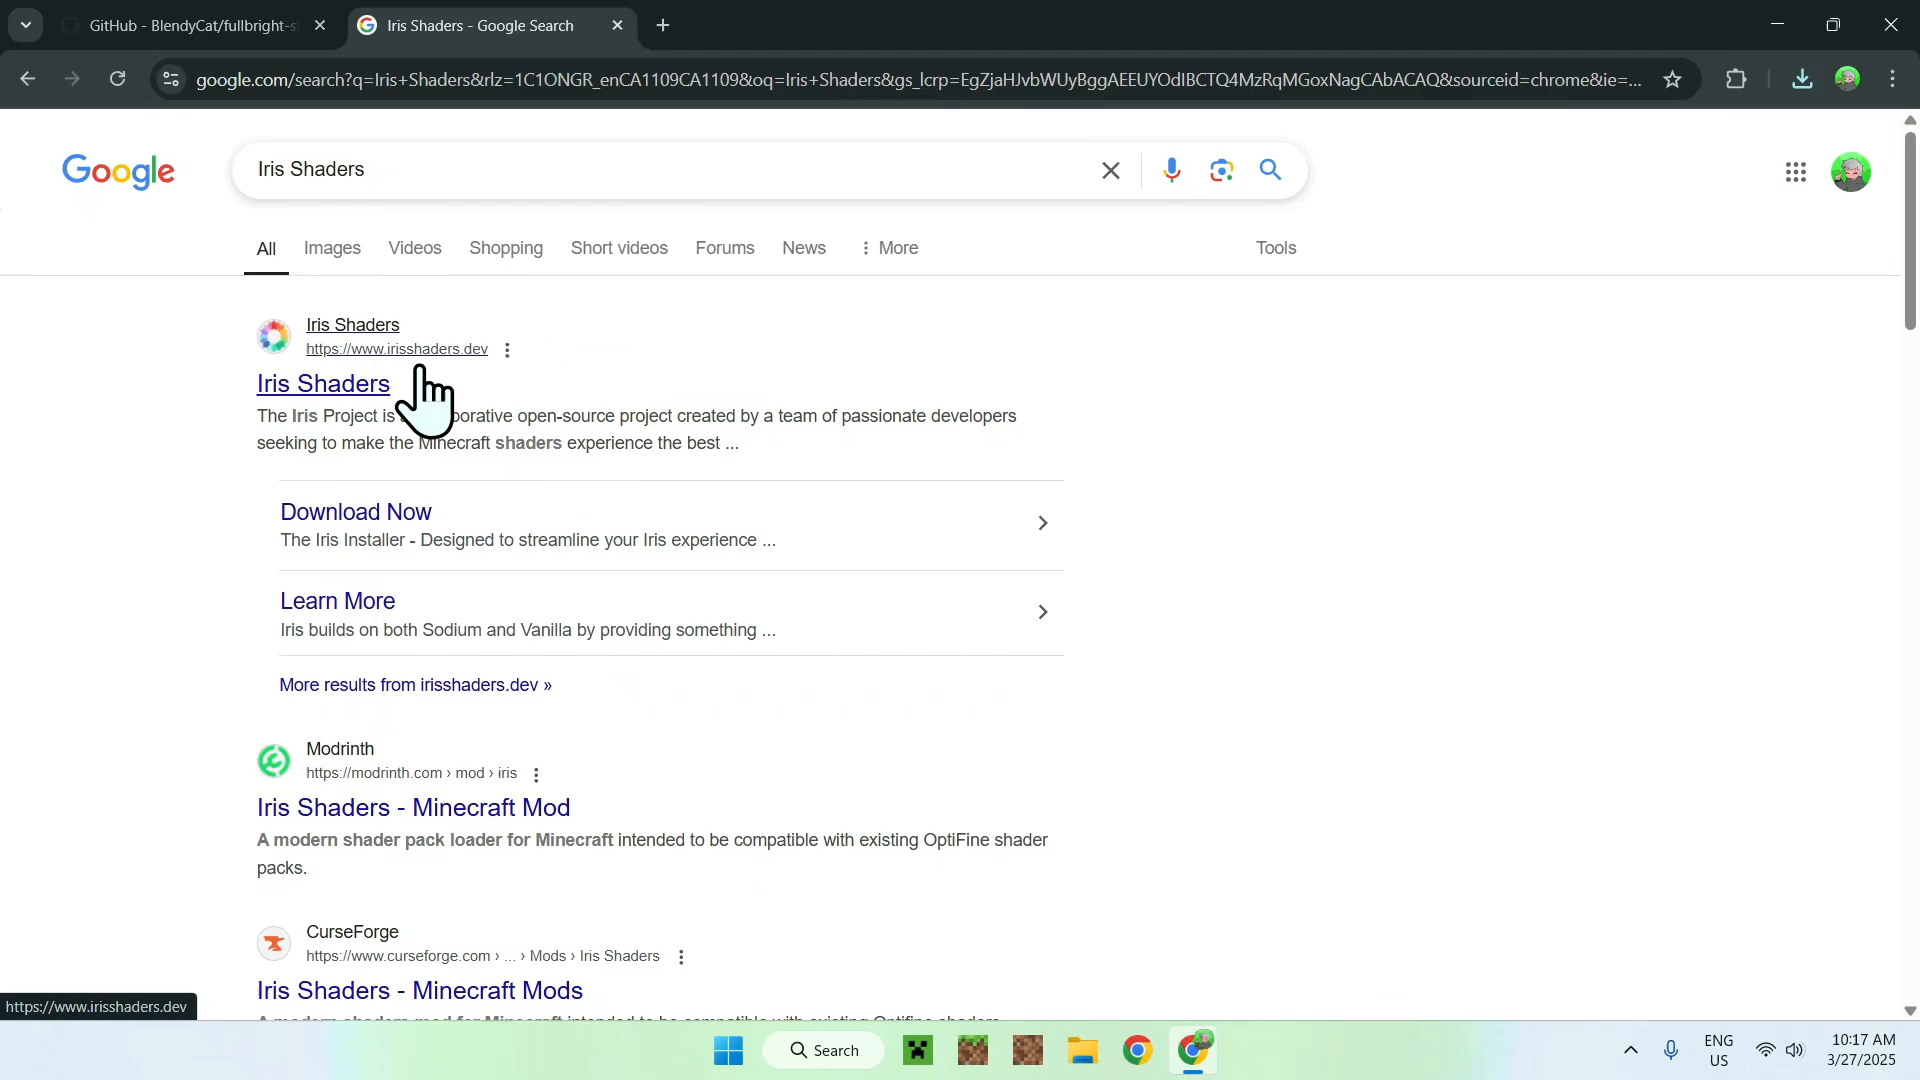 GitHub - BlendyCat/fullbright-s
Iris Shaders - Google Search
google.com/search?q=Iris+Shaders&rlz=1C1ONGR_enCA1109CA1109&oq=Iris+Shaders&gs_lcrp=EgZjaHJvbWUyBggAEEUYOdIBCTQ4MzRqMGoxNagCAbACAQ&sourceid=chrome&ie=...
Google
Iris Shaders
All Images Videos Shopping Short videos Forums News More Tools
Iris Shaders
https://www.irisshaders.dev
Iris Shaders
The Iris Project is porative open-source project created by a team of passionate developers
seeking to make the Minecraft shaders experience the best ...
Download Now
The Iris Installer - Designed to streamline your Iris experience ...
Learn More
Iris builds on both Sodium and Vanilla by providing something ...
More results from irisshaders.dev »
Modrinth
https://modrinth.com › mod › iris
Iris Shaders - Minecraft Mod
A modern shader pack loader for Minecraft intended to be compatible with existing OptiFine shader
packs.
CurseForge
https://www.curseforge.com › ... › Mods › Iris Shaders
Iris Shaders - Minecraft Mods
https://www.irisshaders.dev
Search
ENG
US
10:17 AM
3/27/2025